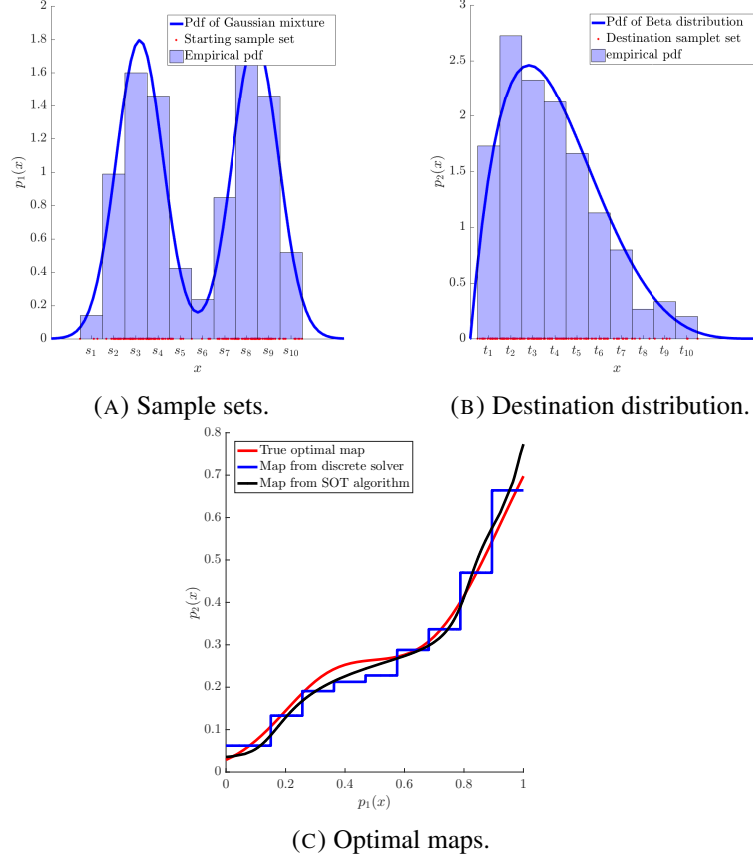 2
1.8
1.6
1.4
1.2
1
0.8
0.6
0.4
0.2
0
p₁(x)
Pdf of Gaussian mixture
Starting sample set
Empirical pdf
s₁ s₂ s₃ s₄ s₅ s₆ s₇ s₈ s₉ s₁₀
x
(A) Sample sets.
3
2.5
2
1.5
1
0.5
0
p₂(x)
Pdf of Beta distribution
Destination samplet set
empirical pdf
t₁ t₂ t₃ t₄ t₅ t₆ t₇ t₈ t₉ t₁₀
x
(B) Destination distribution.
0.8
0.7
0.6
0.5
0.4
0.3
0.2
0.1
0
p₂(x)
True optimal map
Map from discrete solver
Map from SOT algorithm
0 0.2 0.4 0.6 0.8 1
p₁(x)
(C) Optimal maps.